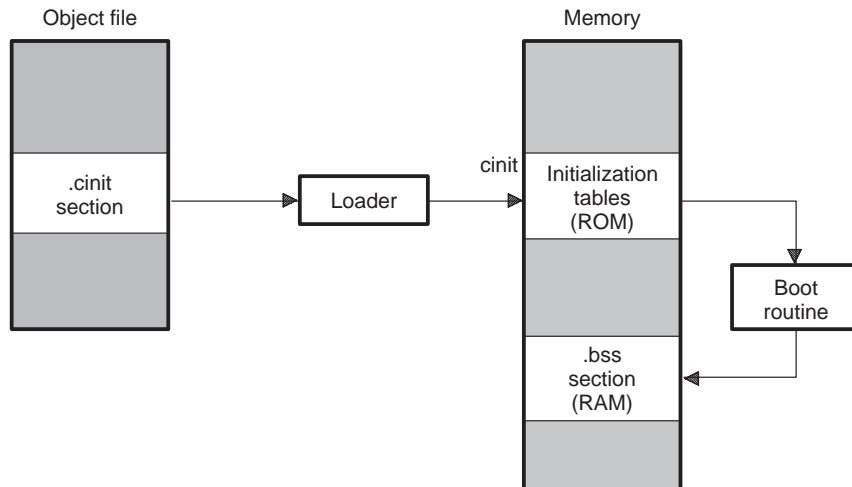 Object file
Memory
.cinit
section
Loader
cinit
Initialization
tables
(ROM)
Boot
routine
.bss
section
(RAM)